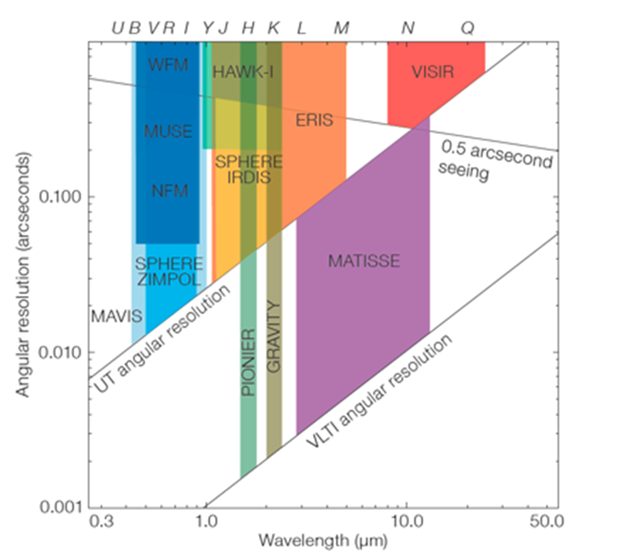 U B V R I Y J H K L M N Q
WFM
HAWK-I
VISIR
ERIS
MUSE
0.5 arcsecond
seeing
SPHERE
IRDIS
NFM
0.100
MATISSE
SPHERE
ZIMPOL
MAVIS
UT angular resolution
PIONIER
GRAVITY
0.010
VLTI angular resolution
0.001
0.3 1.0 10.0 50.0
Wavelength (μm)
Angular resolution (arcseconds)